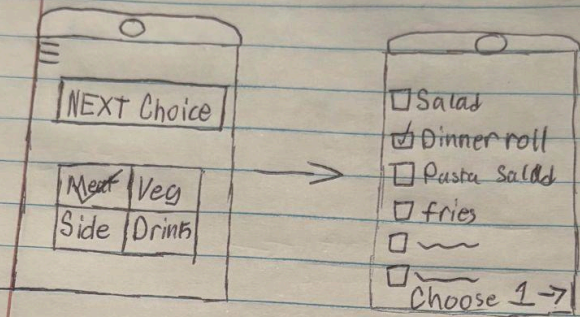 NEXT Choice
Meat Veg
Side Drink
Salad
Dinner roll
Pasta Salad
fries
Choose 1